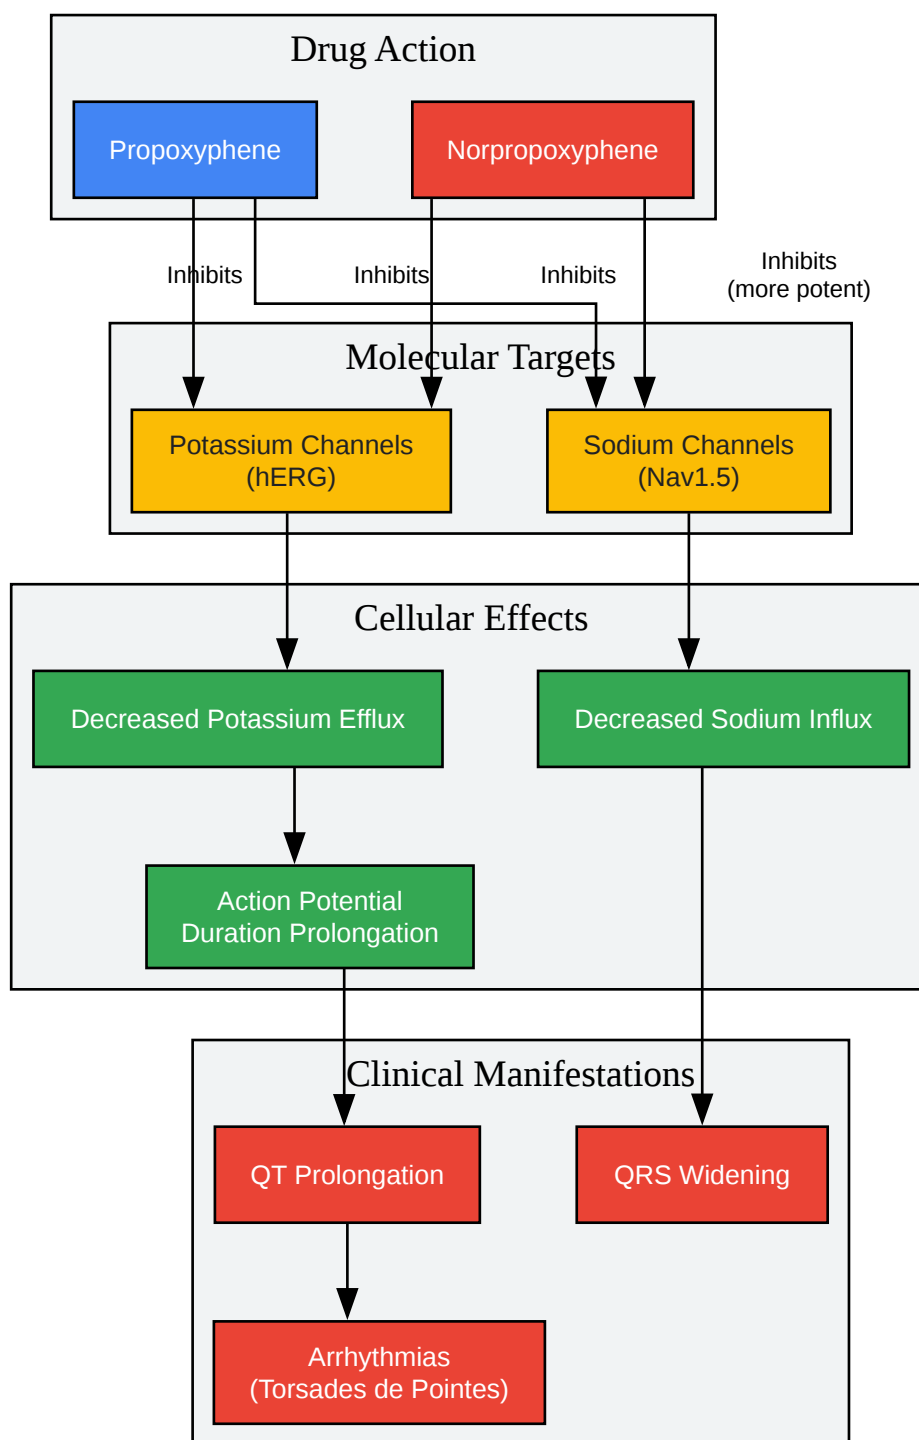 Drug Action
Propoxyphene
Norpropoxyphene
Inhibits
Inhibits
Inhibits
Inhibits
(more potent)
Molecular Targets
Potassium Channels
(hERG)
Sodium Channels
(Nav1.5)
Cellular Effects
Decreased Potassium Efflux
Decreased Sodium Influx
Action Potential
Duration Prolongation
Clinical Manifestations
QT Prolongation
QRS Widening
Arrhythmias
(Torsades de Pointes)